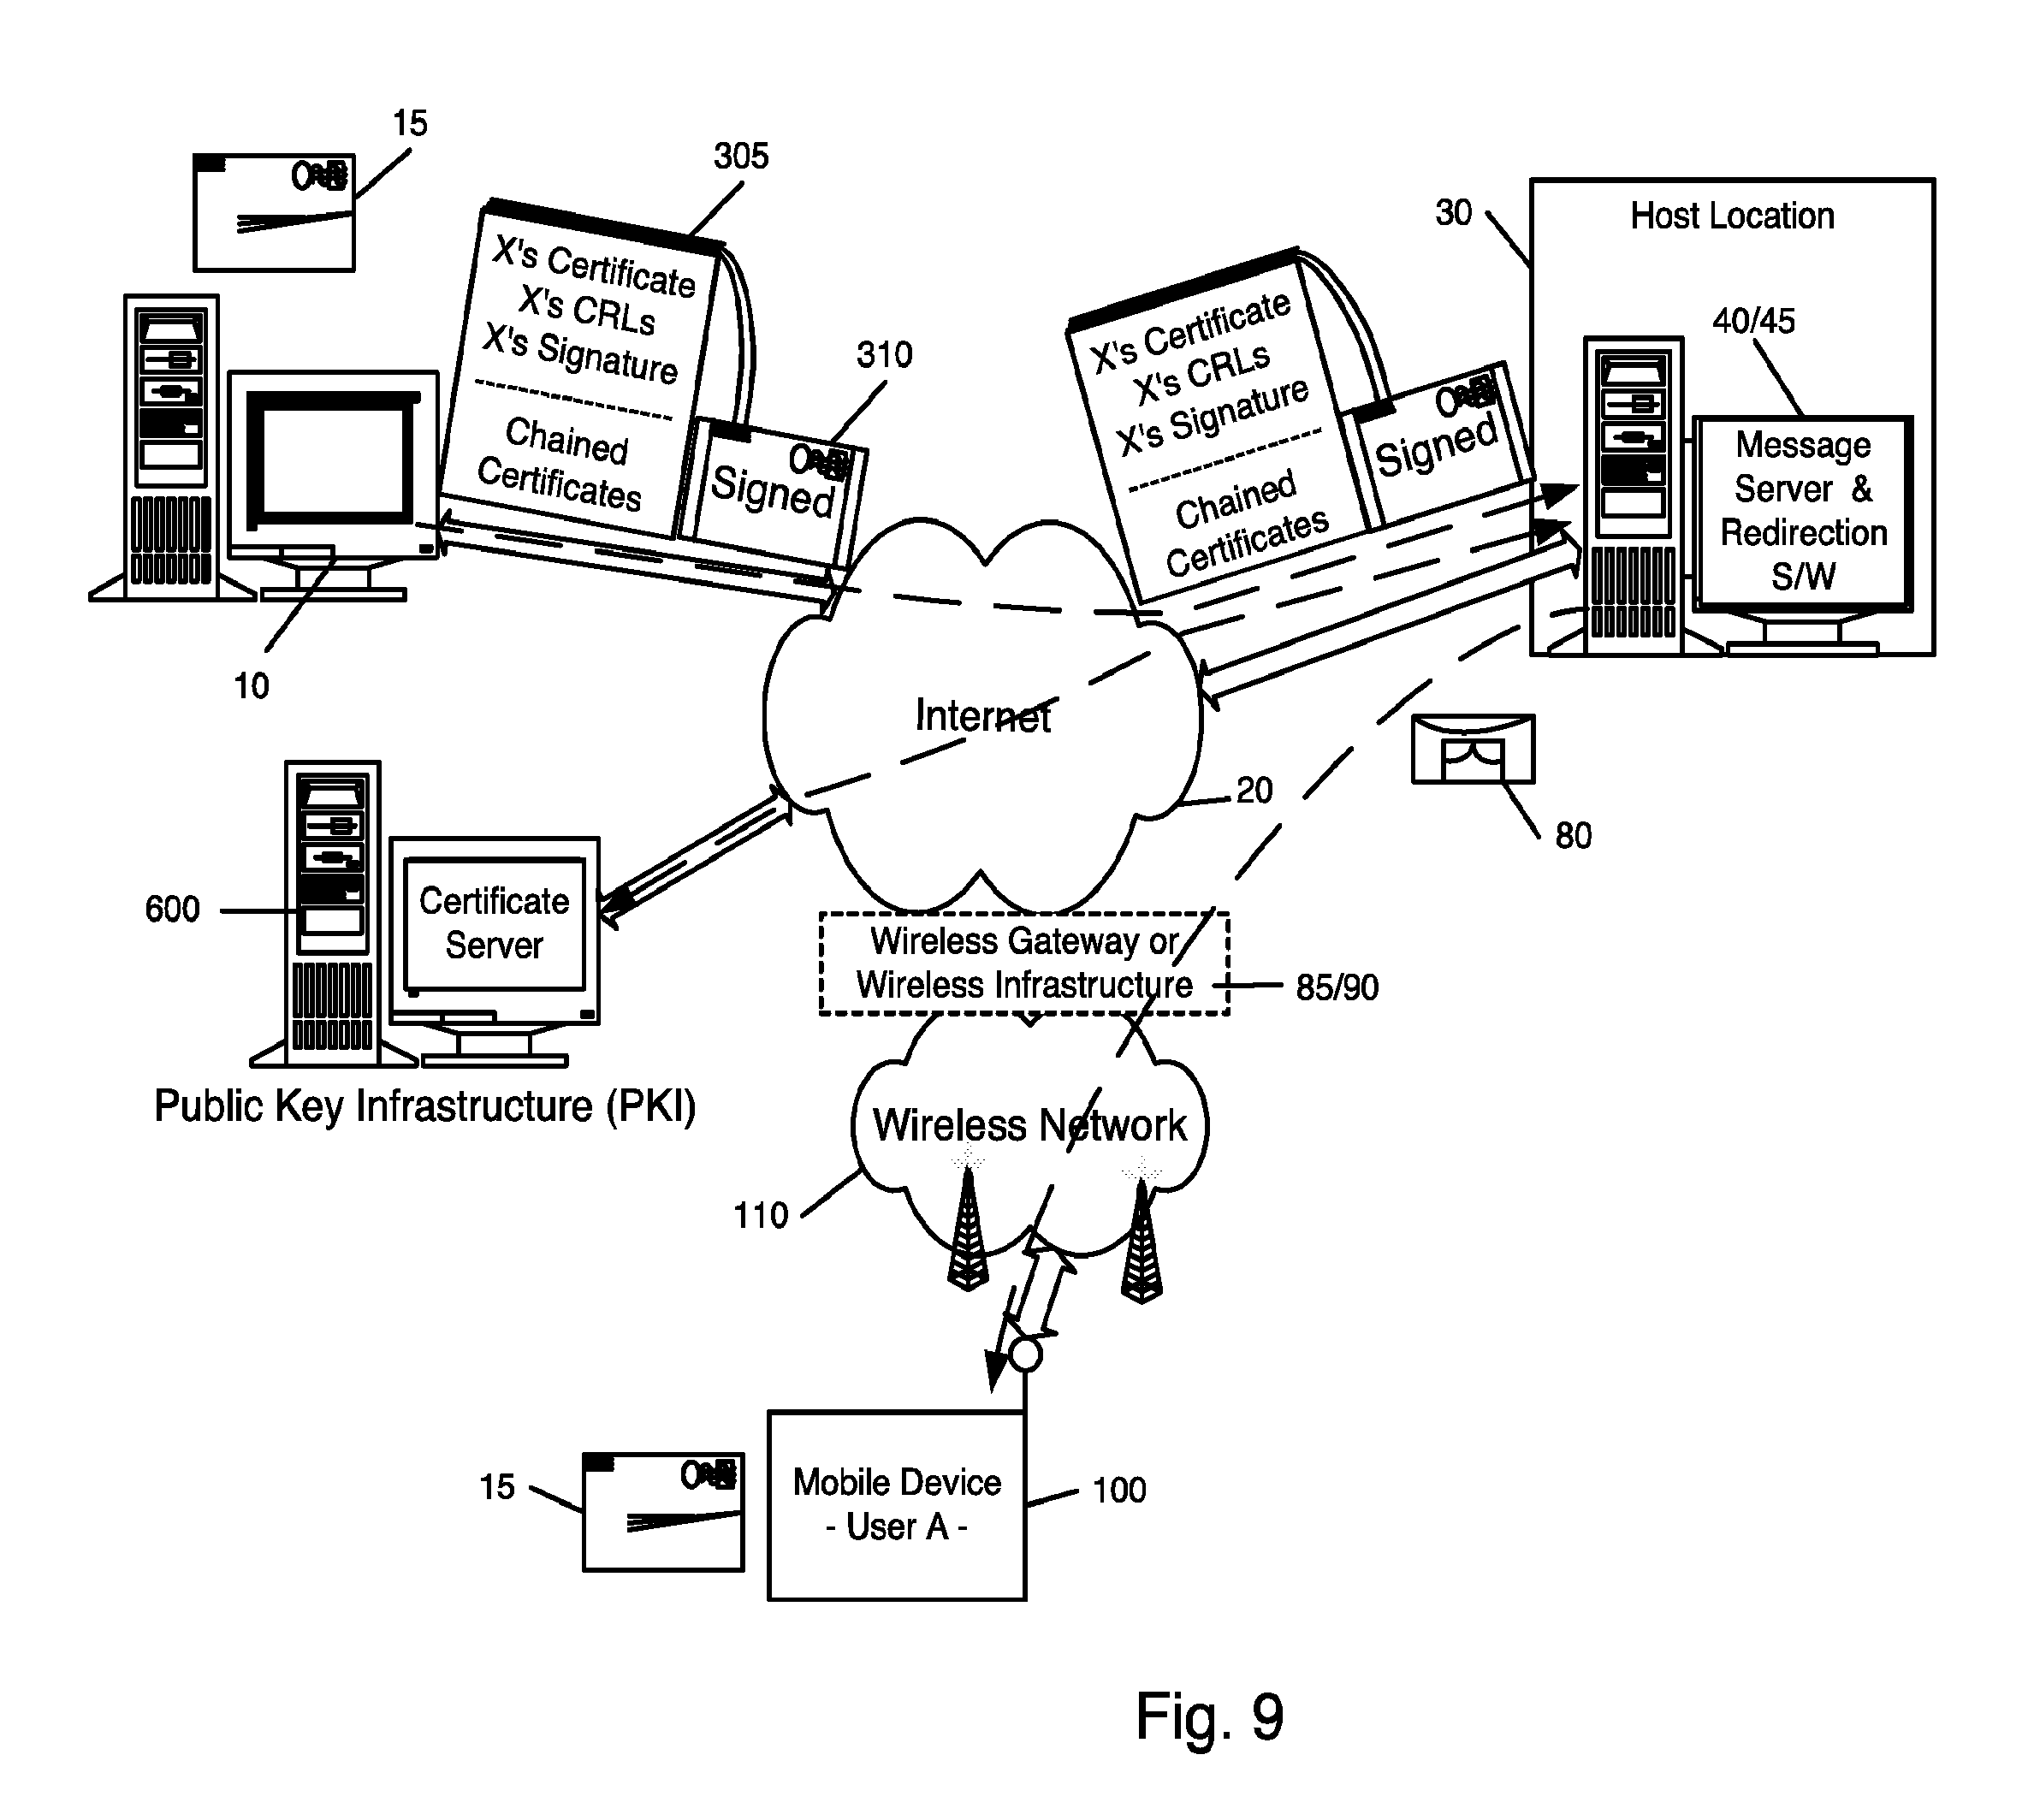 15
305
X's Certificate
X's CRLs
X's Signature
Chained
Certificates
310
Signed
10
X's Certificate
X's CRLs
X's Signature
Chained
Certificates
Signed
30
Host Location
40/45
Message
Server &
Redirection
S/W
Internet
20
80
600
Certificate
Server
Public Key Infrastructure (PKI)
Wireless Gateway or
Wireless Infrastructure
85/90
Wireless Network
110
15
Mobile Device
- User A -
100
Fig. 9